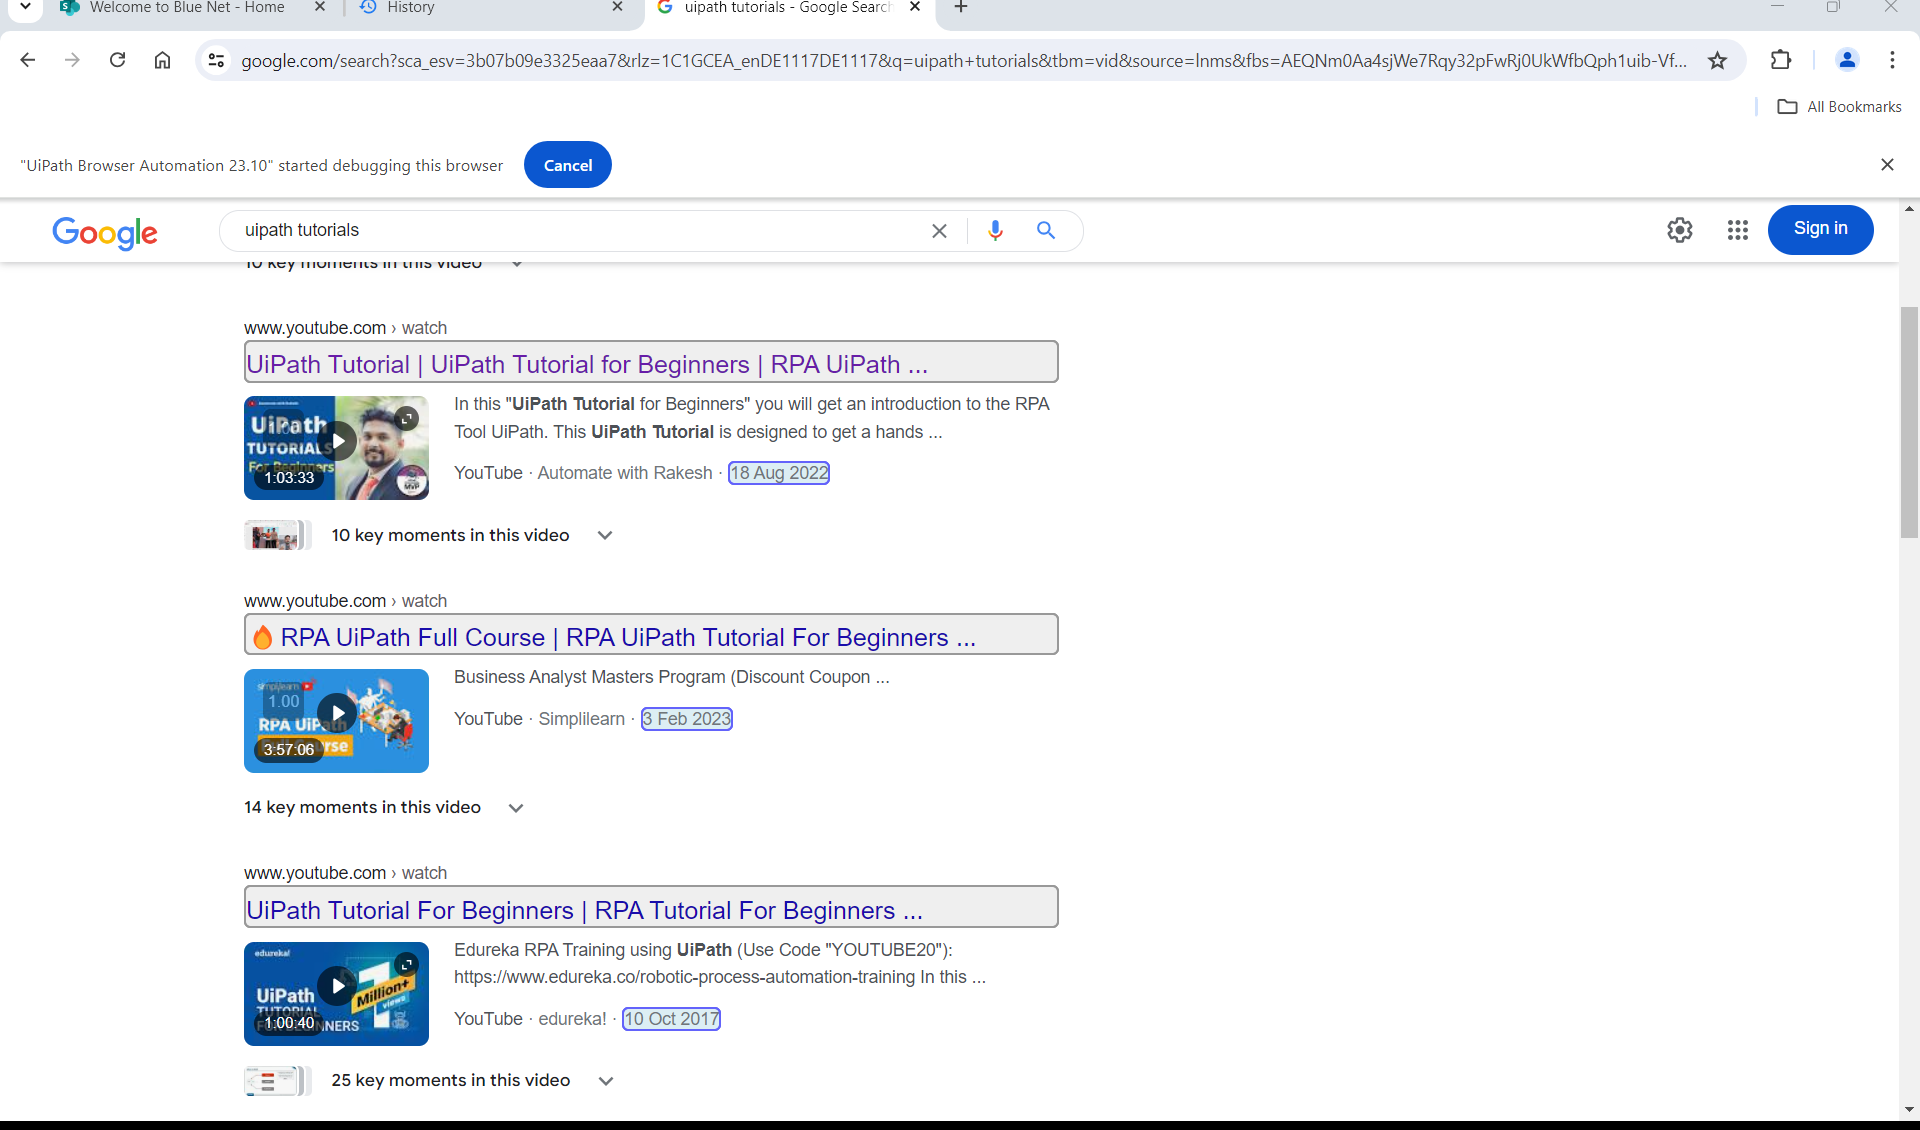 Welcome to Blue Net - Home
History
uipath tutorials - Google Search
google.com/search?sca_esv=3b07b09e3325eaa7&rlz=1C1GCEA_enDE1117DE1117&q=uipath+tutorials&tbm=vid&source=lnms&fbs=AEQNm0Aa4sjWe7Rqy32pFwRj0UkWfbQph1uib-Vf...
All Bookmarks
"UiPath Browser Automation 23.10" started debugging this browser
Cancel
Google
uipath tutorials
Sign in
10 key moments in this video
www.youtube.com › watch
UiPath Tutorial | UiPath Tutorial for Beginners | RPA UiPath ...
UiPath
TUTORIALS
For Beginners
1:03:33
In this "UiPath Tutorial for Beginners" you will get an introduction to the RPA
Tool UiPath. This UiPath Tutorial is designed to get a hands ...
YouTube · Automate with Rakesh · 18 Aug 2022
10 key moments in this video
www.youtube.com › watch
🔥 RPA UiPath Full Course | RPA UiPath Tutorial For Beginners ...
simplilearn
1.00
RPA UiPath
3:57:06
Business Analyst Masters Program (Discount Coupon ...
YouTube · Simplilearn · 3 Feb 2023
14 key moments in this video
www.youtube.com › watch
UiPath Tutorial For Beginners | RPA Tutorial For Beginners ...
edureka!
UiPath
TUTORIAL
FOR BEGINNERS
Million+
views
1:00:40
Edureka RPA Training using UiPath (Use Code "YOUTUBE20"):
https://www.edureka.co/robotic-process-automation-training In this ...
YouTube · edureka! · 10 Oct 2017
25 key moments in this video